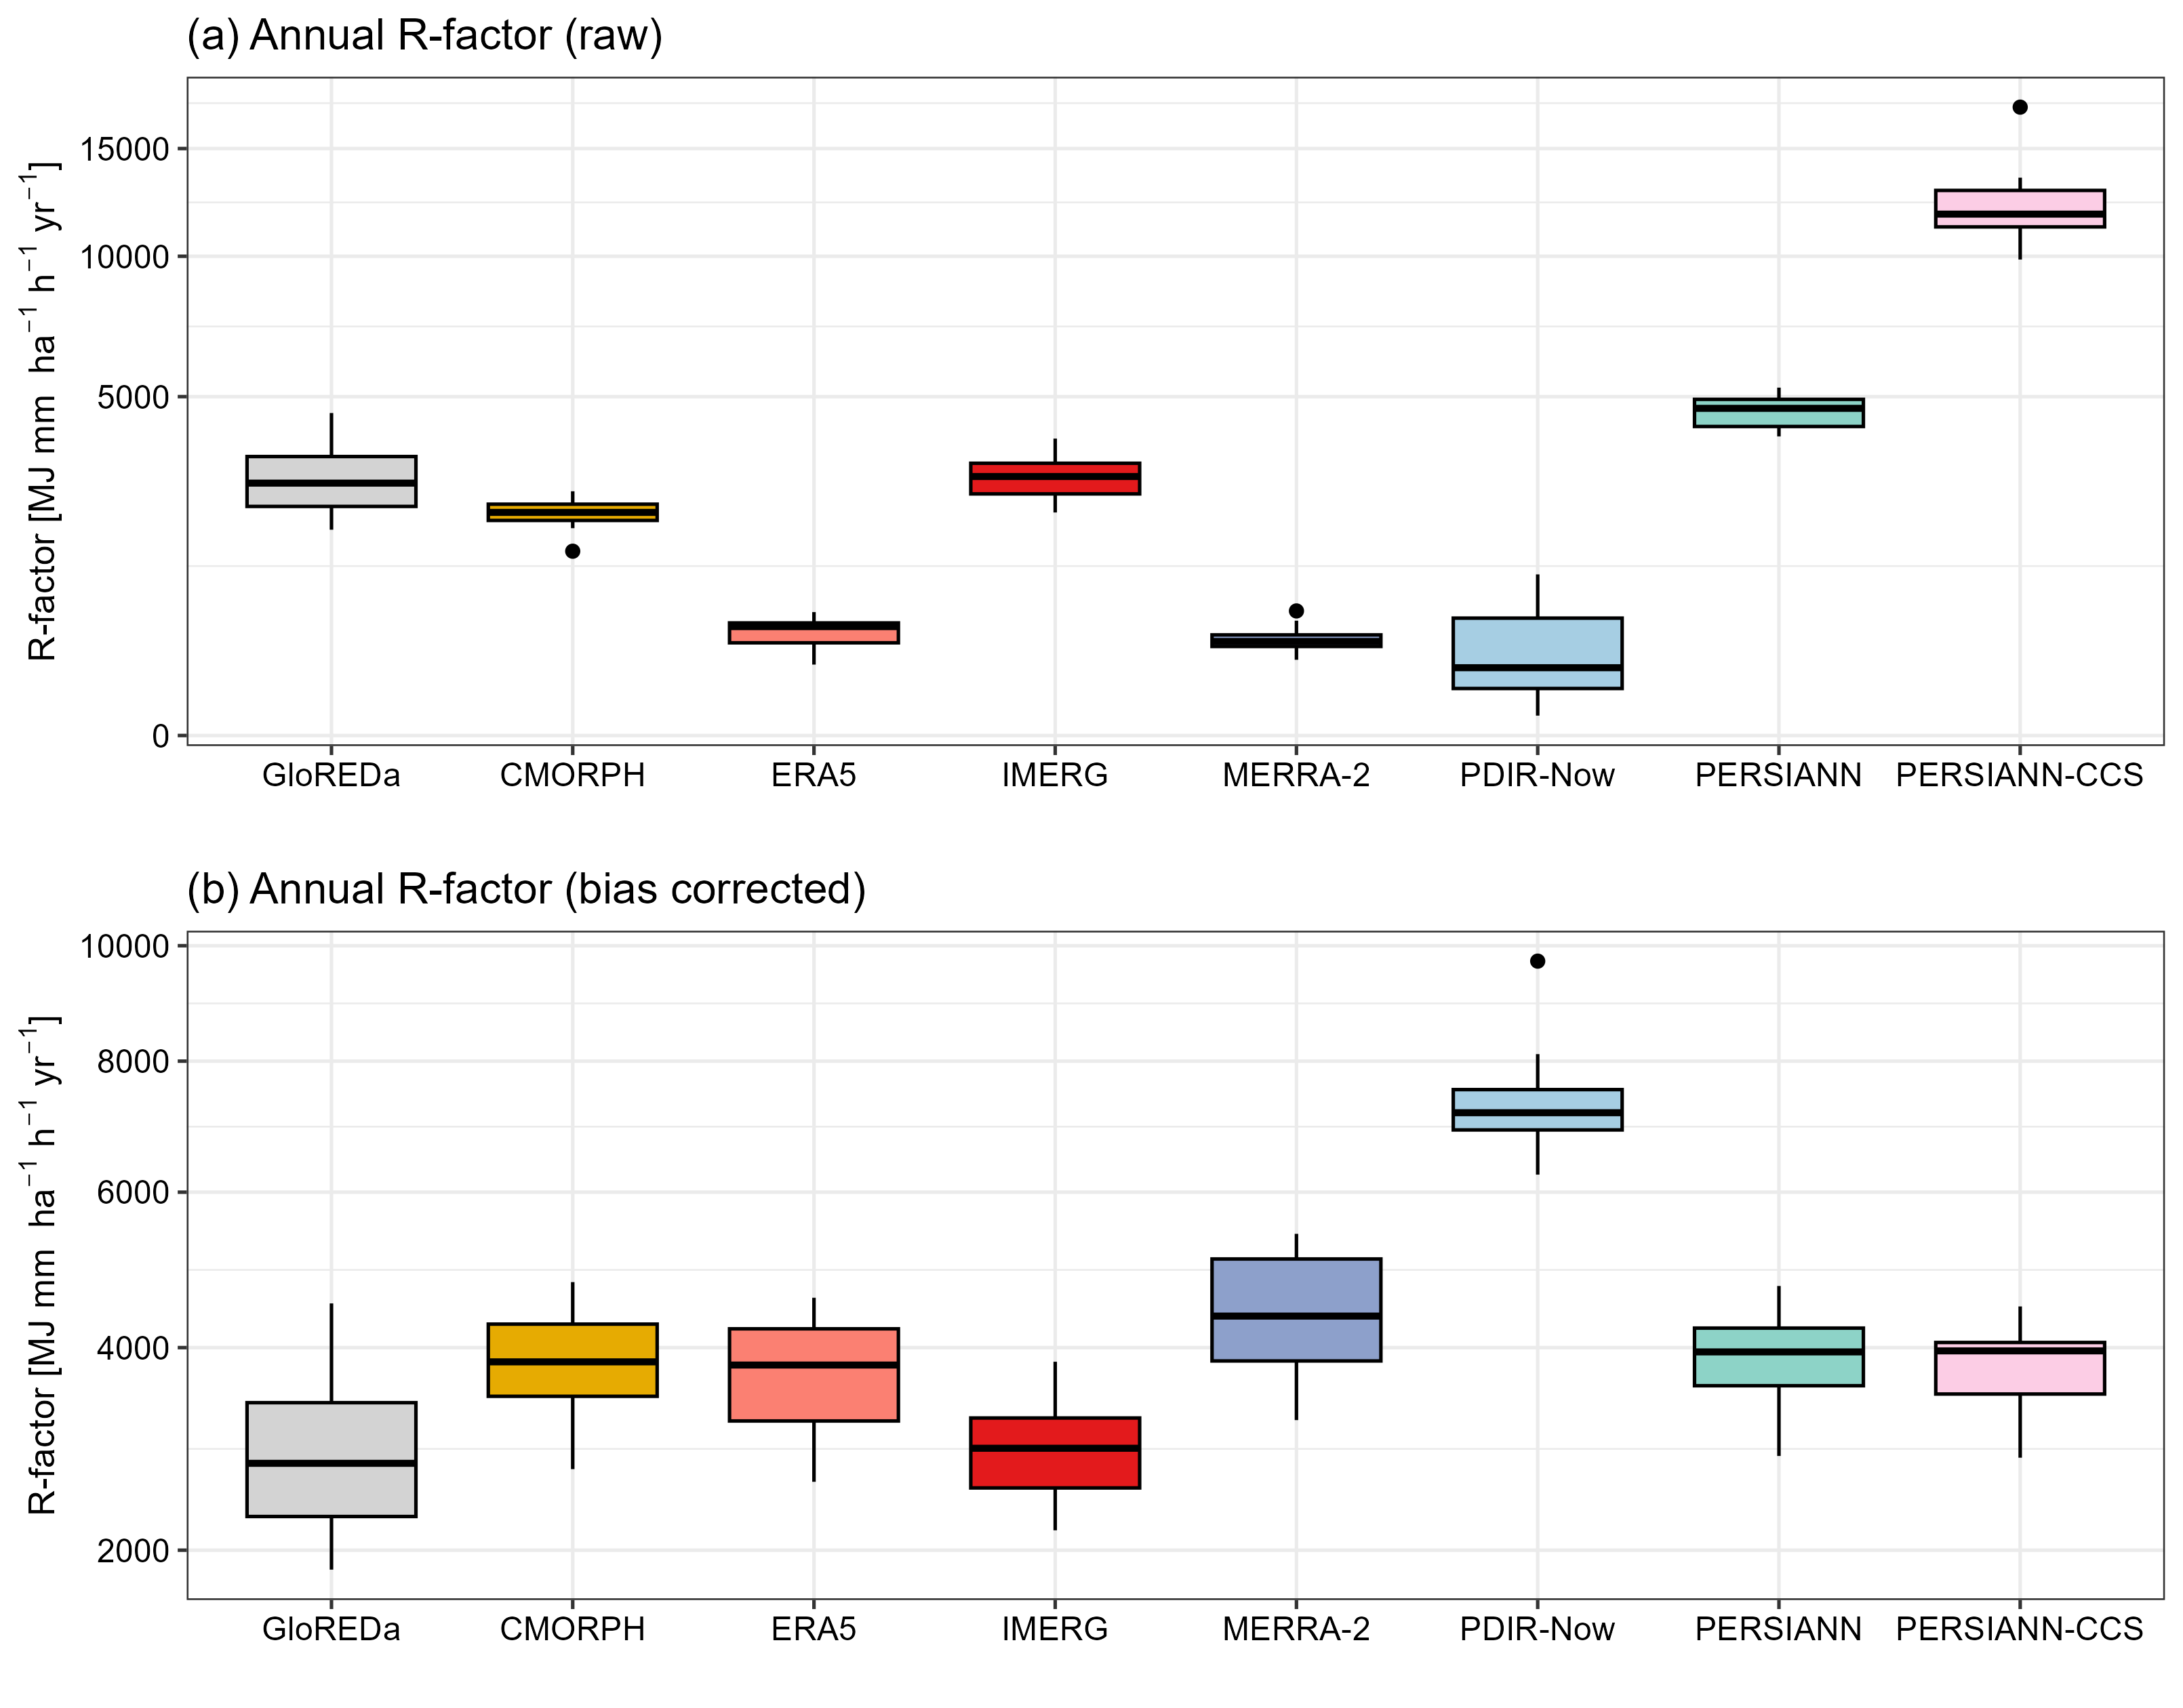 (a) Annual R-factor (raw)
R-factor [MJ mm ha⁻¹ h⁻¹ yr⁻¹]
15000
10000
5000
0
GloREDa CMORPH ERA5 IMERG MERRA-2 PDIR-Now PERSIANN PERSIANN-CCS
(b) Annual R-factor (bias corrected)
R-factor [MJ mm ha⁻¹ h⁻¹ yr⁻¹]
10000
8000
6000
4000
2000
GloREDa CMORPH ERA5 IMERG MERRA-2 PDIR-Now PERSIANN PERSIANN-CCS